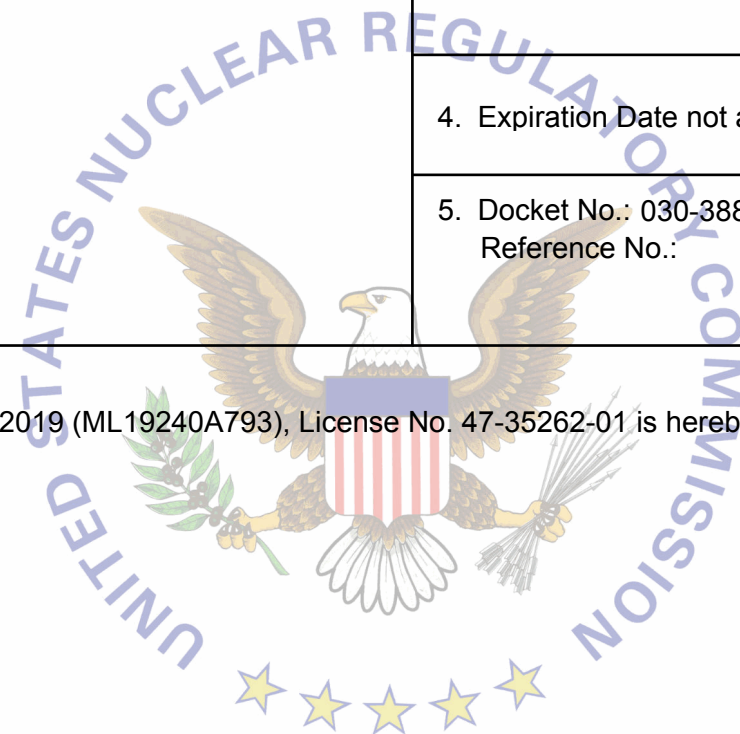 UNITED STATES NUCLEAR REGULATORY COMMISSION
4. Expiration Date not
5. Docket No.: 030-388
Reference No.:
2019 (ML19240A793), License No. 47-35262-01 is hereb